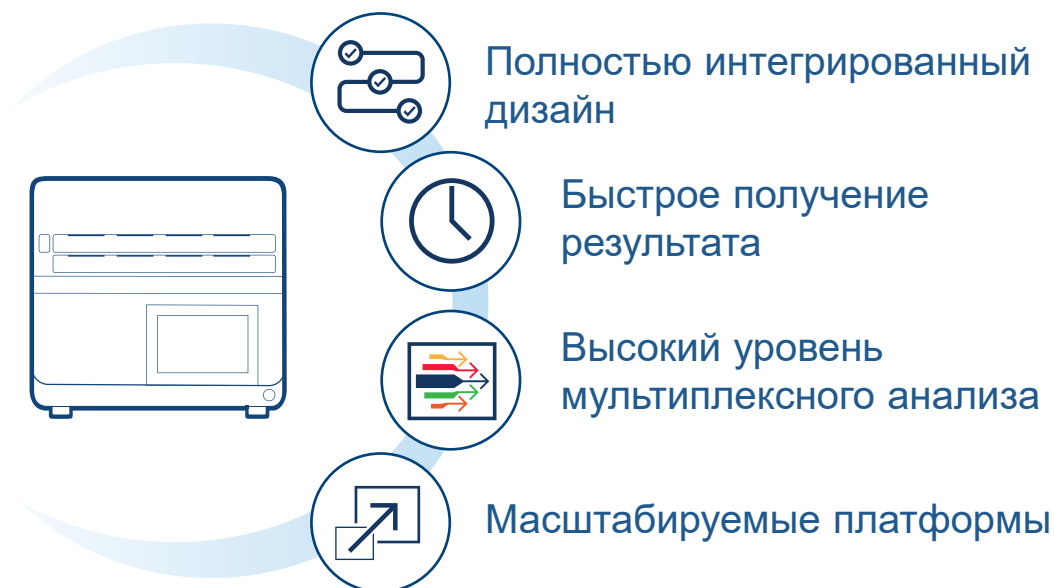 Полностью интегрированный
дизайн
Быстрое получение
результата
Высокий уровень
мультиплексного анализа
Масштабируемые платформы